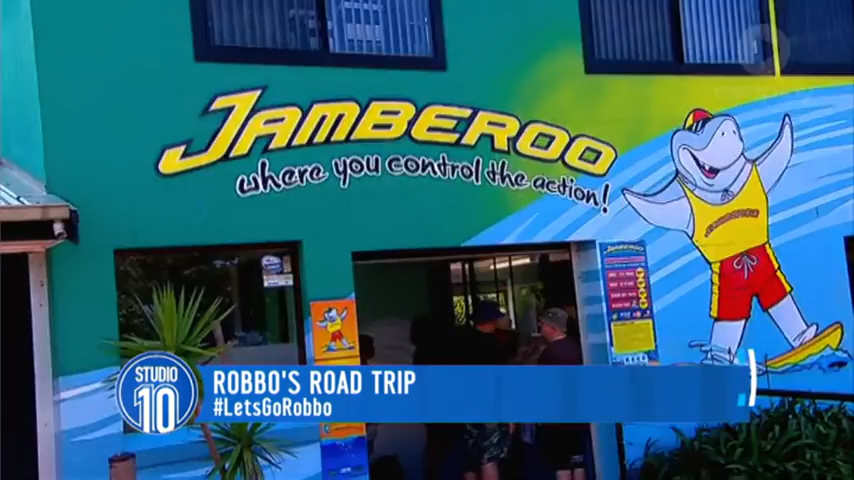 JAMBEROO
where you control the action!
JAMBEROO
STUDIO
10
ROBBO'S ROAD TRIP
#LetsGoRobbo